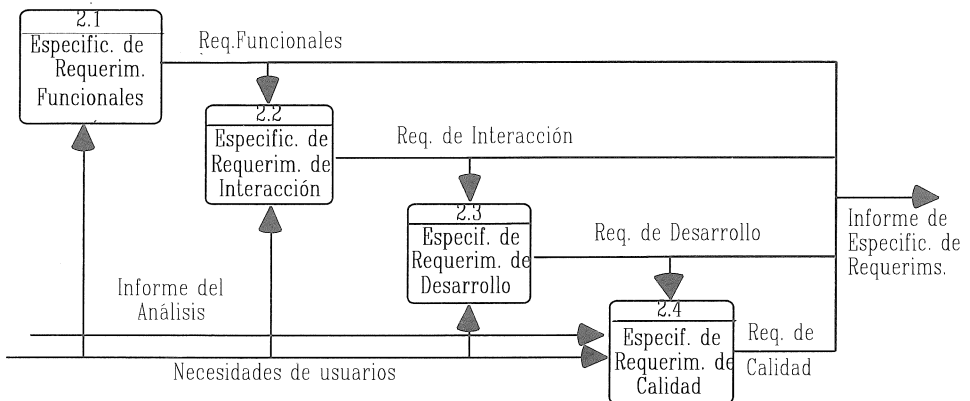 2.1
Especific. de
Requerim.
Funcionales
Req.Funcionales
2.2
Especific. de
Requerim. de
Interacción
Req. de Interacción
2.3
Especif. de
Requerim. de
Desarrollo
Req. de Desarrollo
2.4
Especif. de
Requerim. de
Calidad
Req. de
Calidad
Informe de
Especific. de
Requerims.
Informe del
Análisis
Necesidades de usuarios